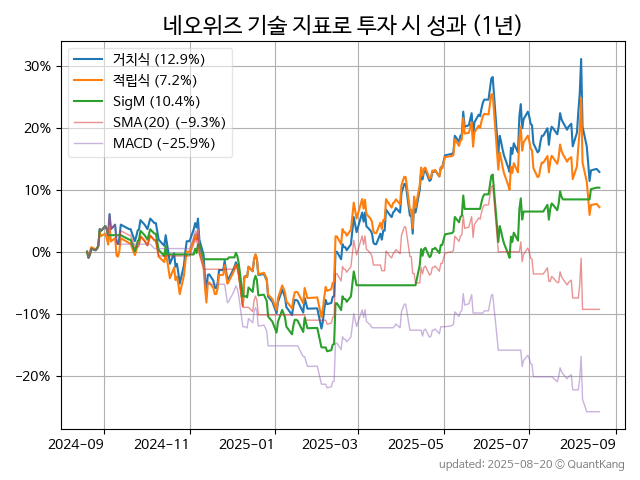 네오위즈 기술 지표로 투자 시 성과 (1년)
거치식 (12.9%)
적립식 (7.2%)
SigM (10.4%)
SMA(20) (−9.3%)
MACD (−25.9%)
30%
20%
10%
0%
−10%
−20%
2024−09 2024−11 2025−01 2025−03 2025−05 2025−07 2025−09
updated: 2025-08-20 © QuantKang